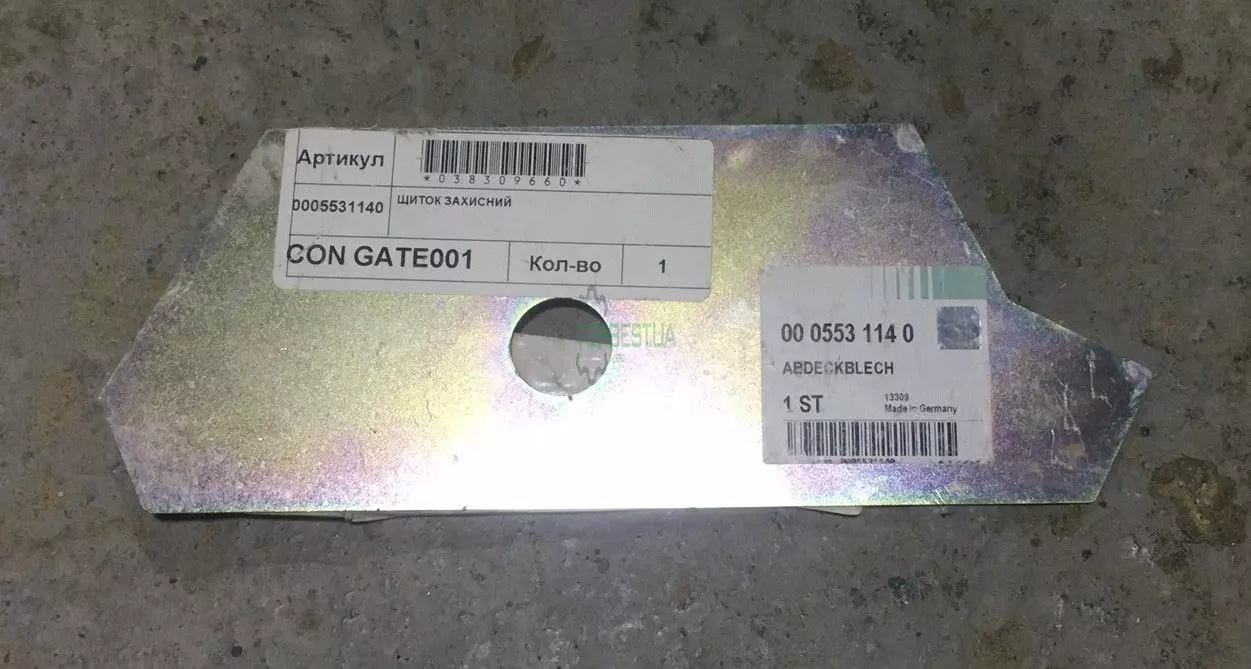 Артикул
*038309660*
0005531140
ЩИТОК ЗАХИСНИЙ
CON GATE001
Кол-во
1
00 0553 114 0
ABDECKBLECH
1 ST
13309
Made in Germany